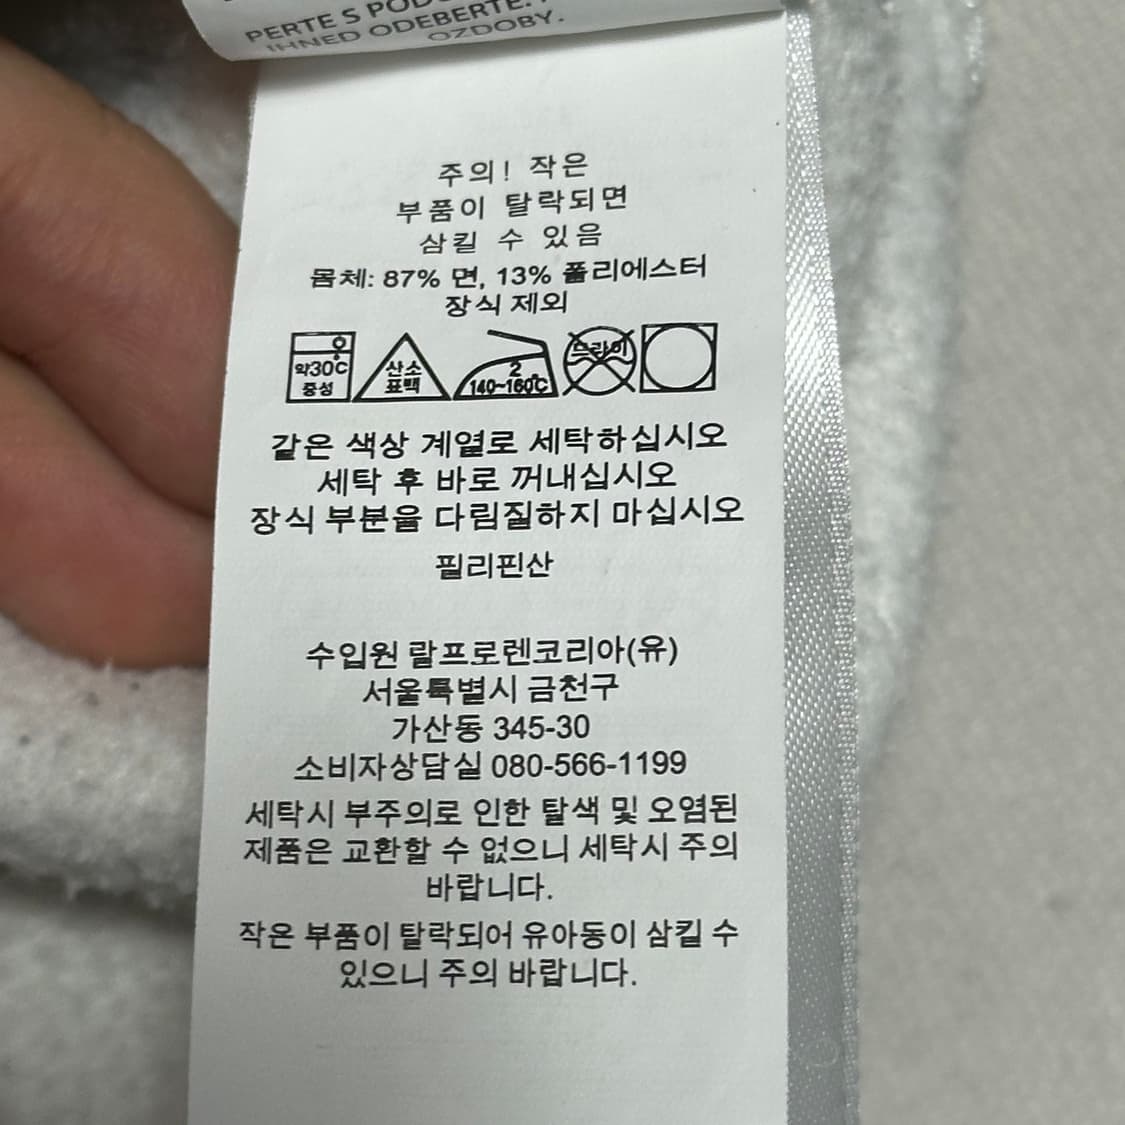 PERTE S
IHNED ODEBERTE.
OZDOBY.
주의! 작은
부품이 탈락되면
삼킬 수 있음
몸체: 87% 면, 13% 폴리에스터
장식 제외
약30℃
중성
산소
표백
2
140~160℃
드라이
같은 색상 계열로 세탁하십시오
세탁 후 바로 꺼내십시오
장식 부분을 다림질하지 마십시오
필리핀산
수입원 랄프로렌코리아(유)
서울특별시 금천구
가산동 345-30
소비자상담실 080-566-1199
세탁시 부주의로 인한 탈색 및 오염된
제품은 교환할 수 없으니 세탁시 주의
바랍니다.
작은 부품이 탈락되어 유아동이 삼킬 수
있으니 주의 바랍니다.